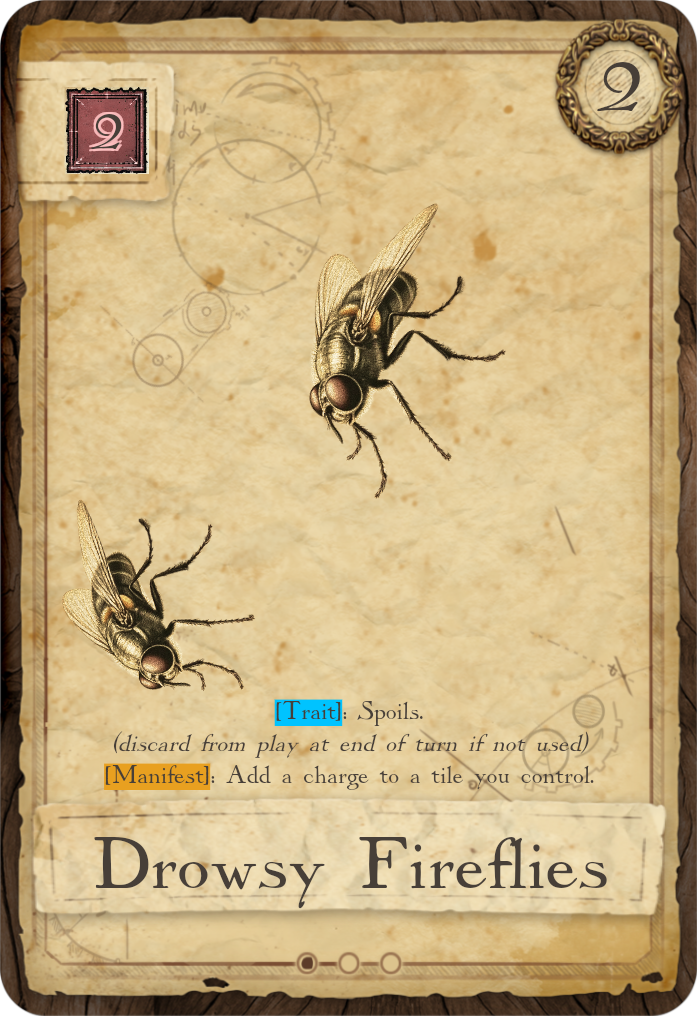 2
2
[Trait]: Spoils.
(discard from play at end of turn if not used)
[Manifest]: Add a charge to a tile you control.
Drowsy Fireflies